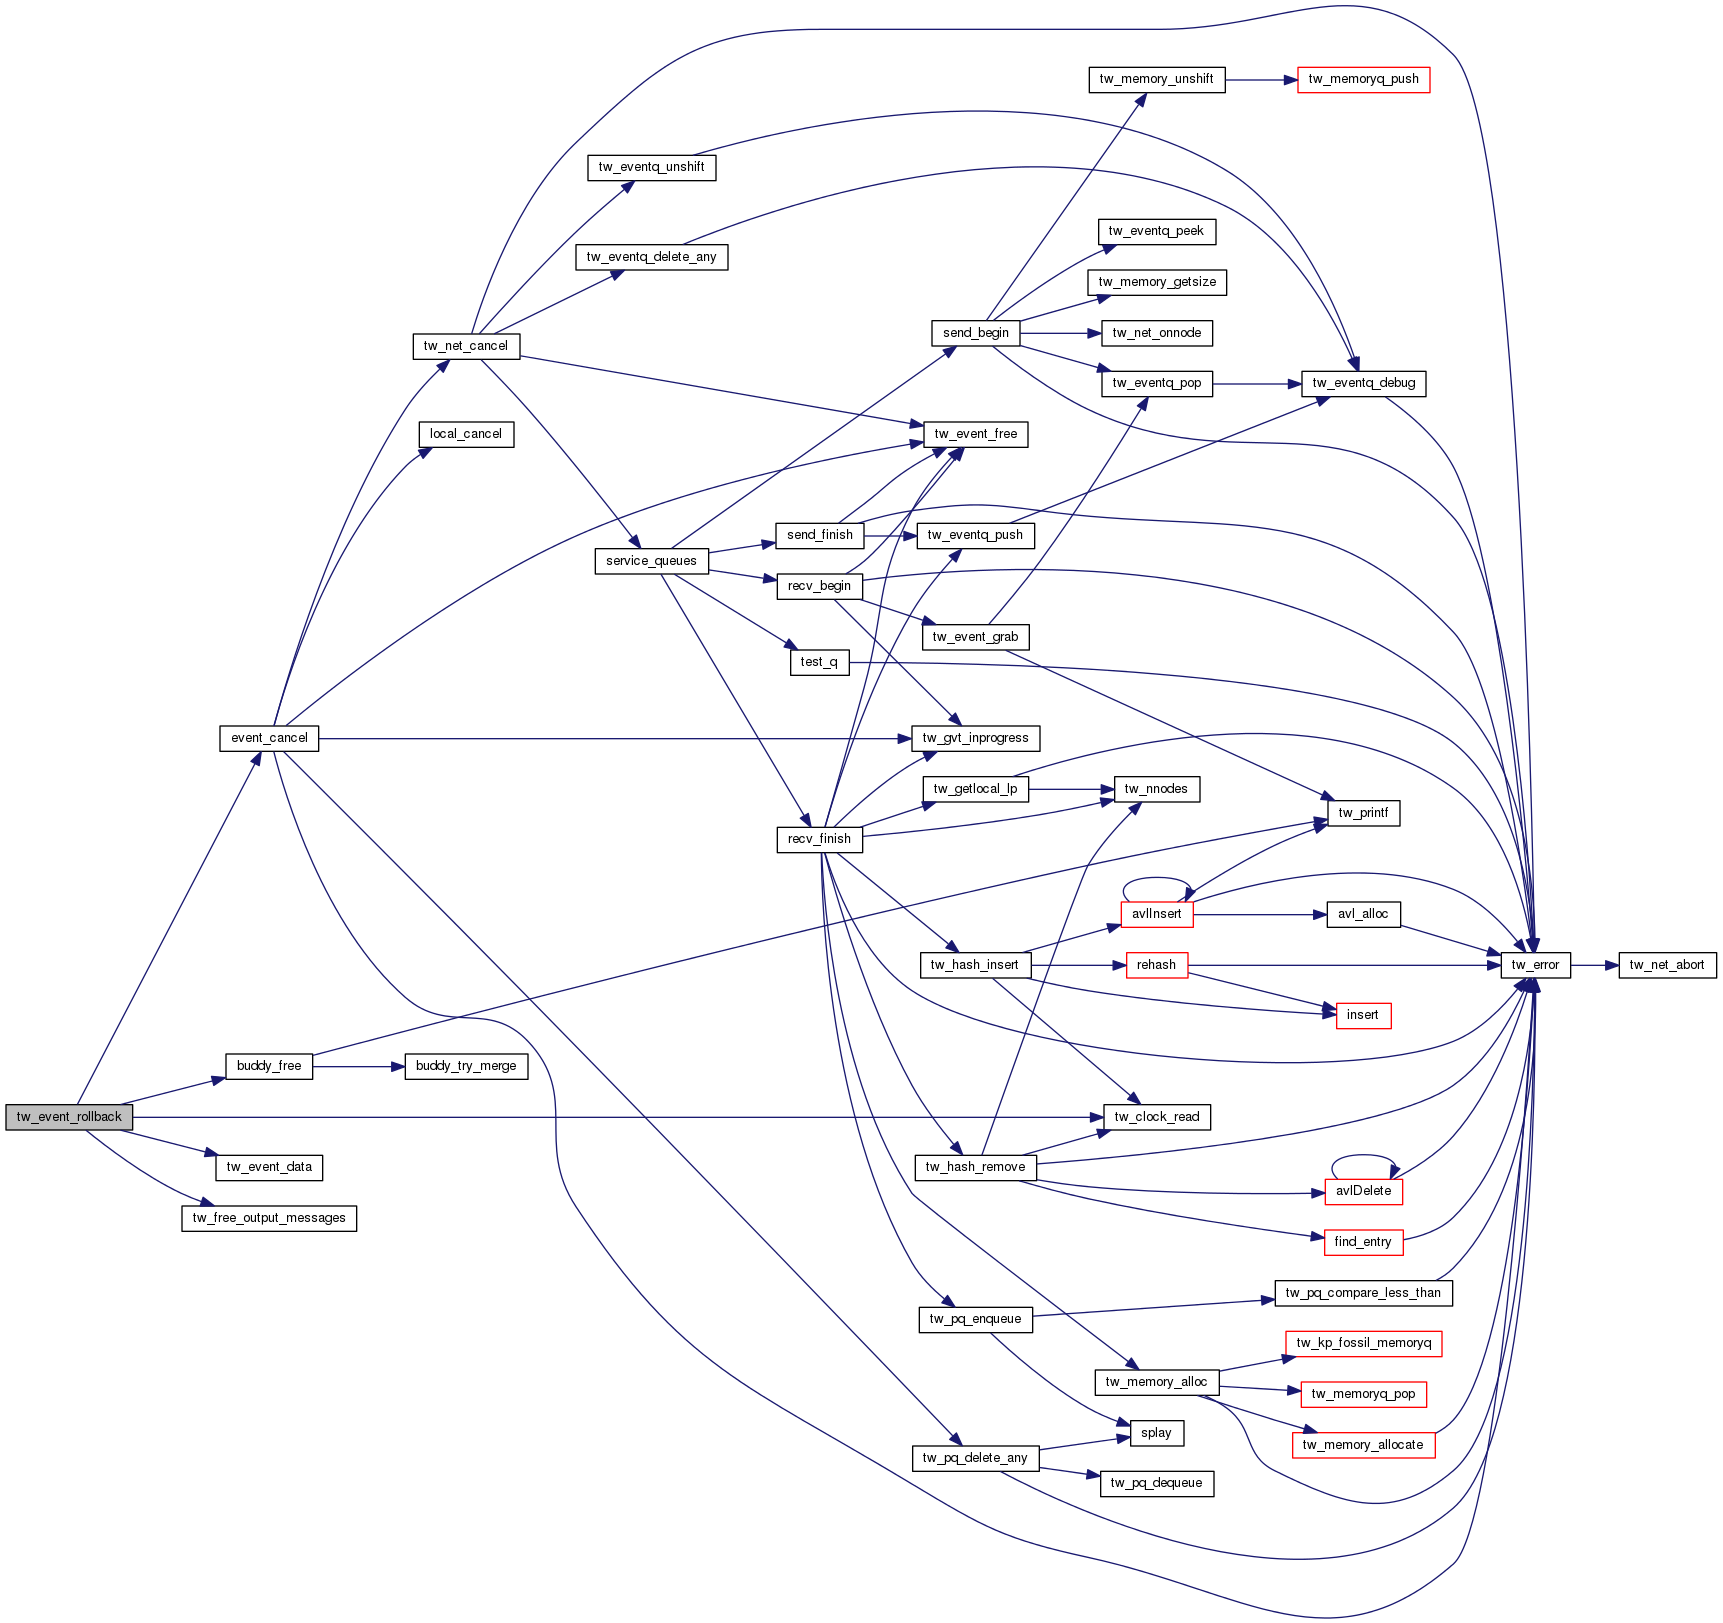 tw_event_rollback
event_cancel
buddy_free
tw_event_data
tw_free_output_messages
tw_net_cancel
local_cancel
buddy_try_merge
tw_eventq_unshift
tw_eventq_delete_any
service_queues
send_finish
recv_begin
test_q
recv_finish
send_begin
tw_event_free
tw_eventq_push
tw_event_grab
tw_gvt_inprogress
tw_getlocal_lp
tw_hash_insert
tw_hash_remove
tw_pq_enqueue
tw_pq_delete_any
tw_memory_unshift
tw_eventq_peek
tw_memory_getsize
tw_net_onnode
tw_eventq_pop
tw_nnodes
avlInsert
rehash
tw_clock_read
tw_memory_alloc
splay
tw_pq_dequeue
tw_memoryq_push
tw_eventq_debug
tw_printf
avl_alloc
insert
avlDelete
find_entry
tw_pq_compare_less_than
tw_kp_fossil_memoryq
tw_memoryq_pop
tw_memory_allocate
tw_error
tw_net_abort